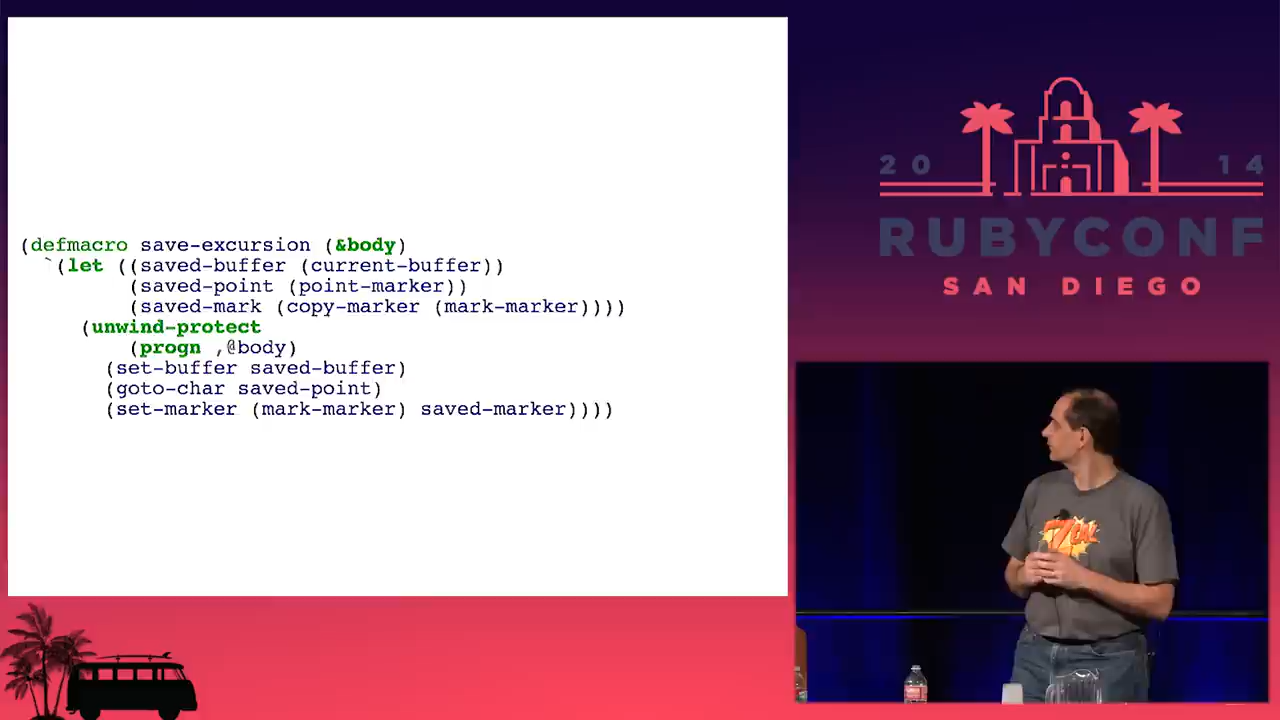 (defmacro save-excursion (&body)
  `(let ((saved-buffer (current-buffer))
         (saved-point (point-marker))
         (saved-mark (copy-marker (mark-marker))))
     (unwind-protect
         (progn ,@body)
       (set-buffer saved-buffer)
       (goto-char saved-point)
       (set-marker (mark-marker) saved-marker))))
20 14
RUBYCONF
SAN DIEGO